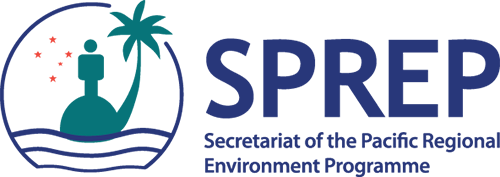 SPREP
Secretariat of the Pacific Regional
Environment Programme